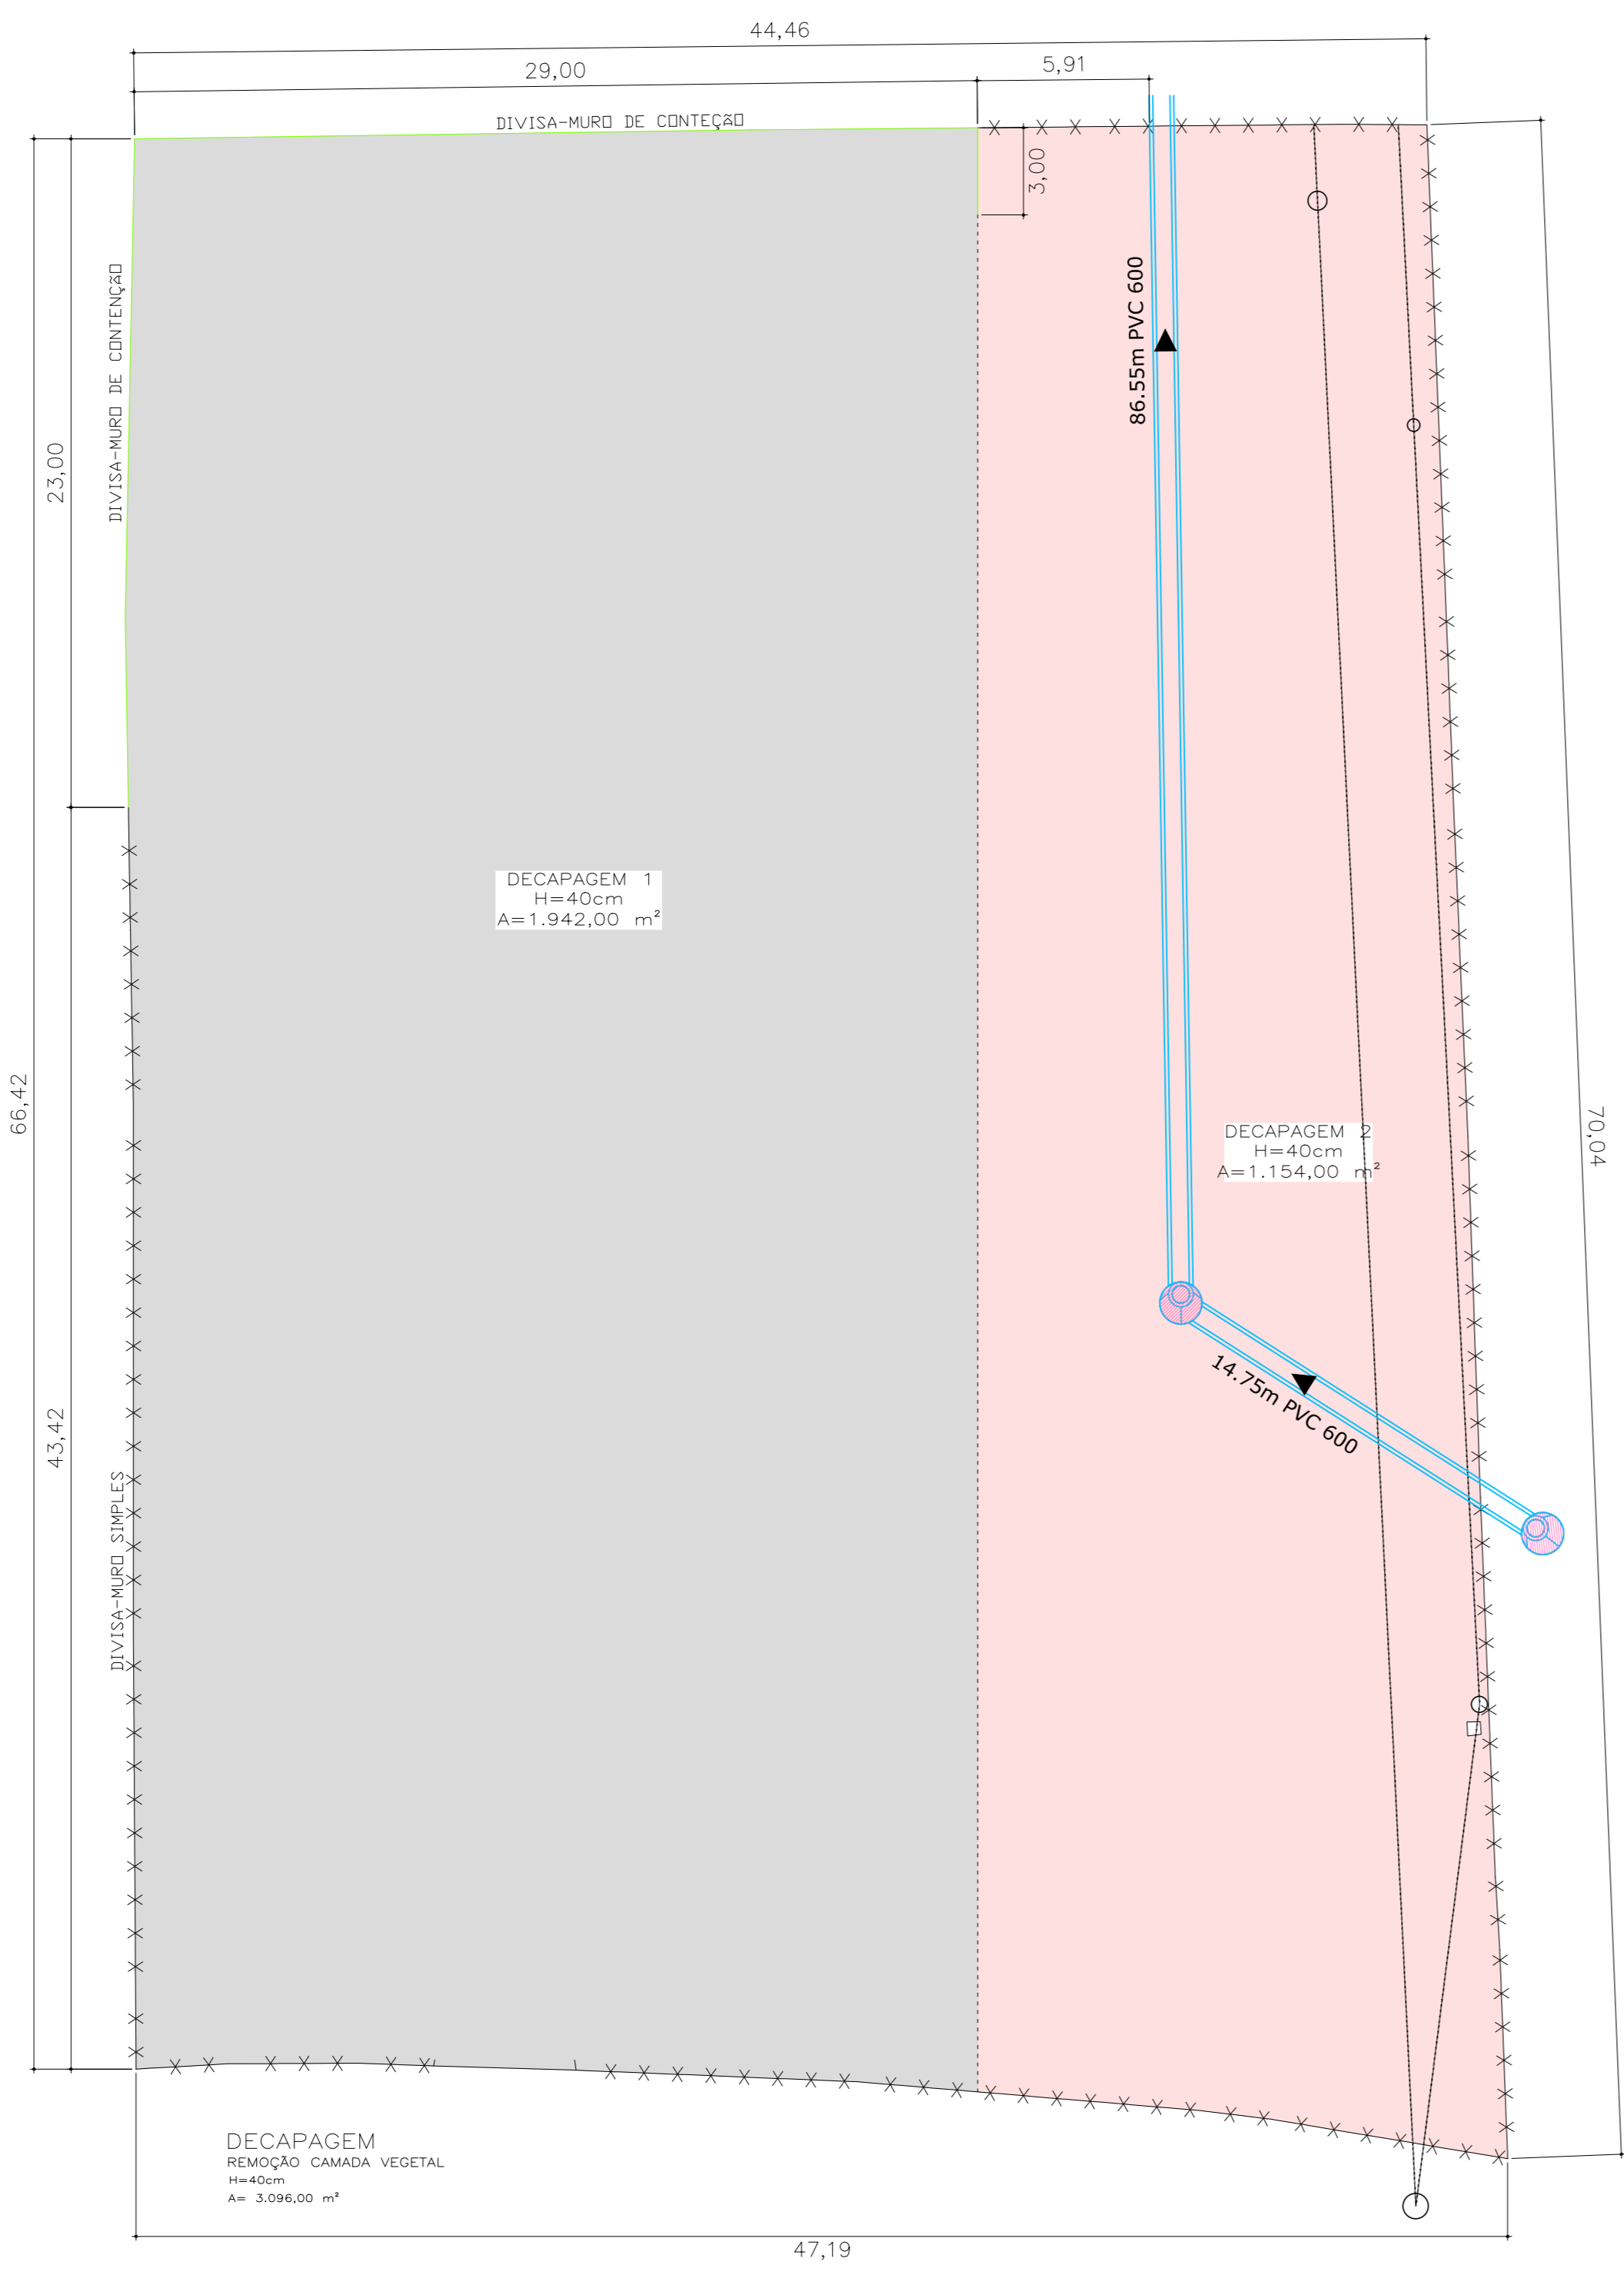 44,46
29,00
5,91
DIVISA-MURO DE CONTEÇÃO
3,00
DIVISA-MURO DE CONTENÇÃO
86.55m PVC 600
23,00
DECAPAGEM 1
H=40cm
A=1.942,00 m²
66,42
70,04
DECAPAGEM 2
H=40cm
A=1.154,00 m²
14.75m PVC 600
43,42
DIVISA-MURO SIMPLES
DECAPAGEM
REMOÇÃO CAMADA VEGETAL
H=40cm
A= 3.096,00 m²
47,19